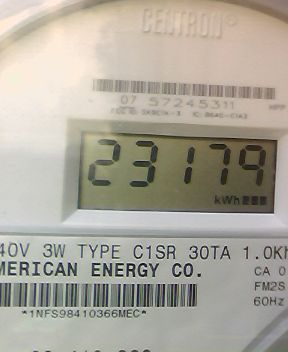 CENTRON®
07 57245311
23179
kWh
40V 3W TYPE C1SR 30TA 1.0Kh
MERICAN ENERGY CO.
CA 0
FM2S
60Hz
*1NFS98410366MEC*